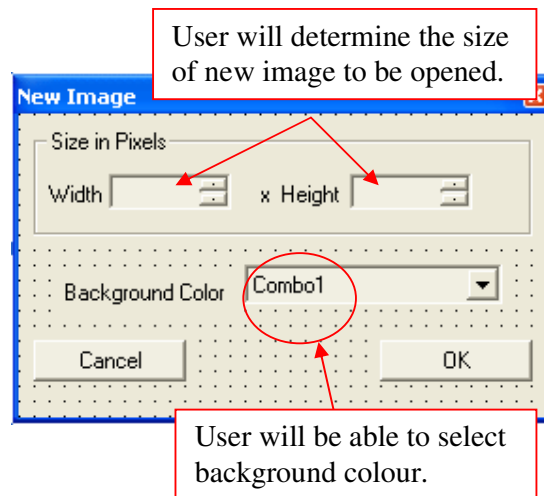 User will determine the size
of new image to be opened.
New Image
Size in Pixels
Width x Height
Background Color Combo1
Cancel OK
User will be able to select
background colour.